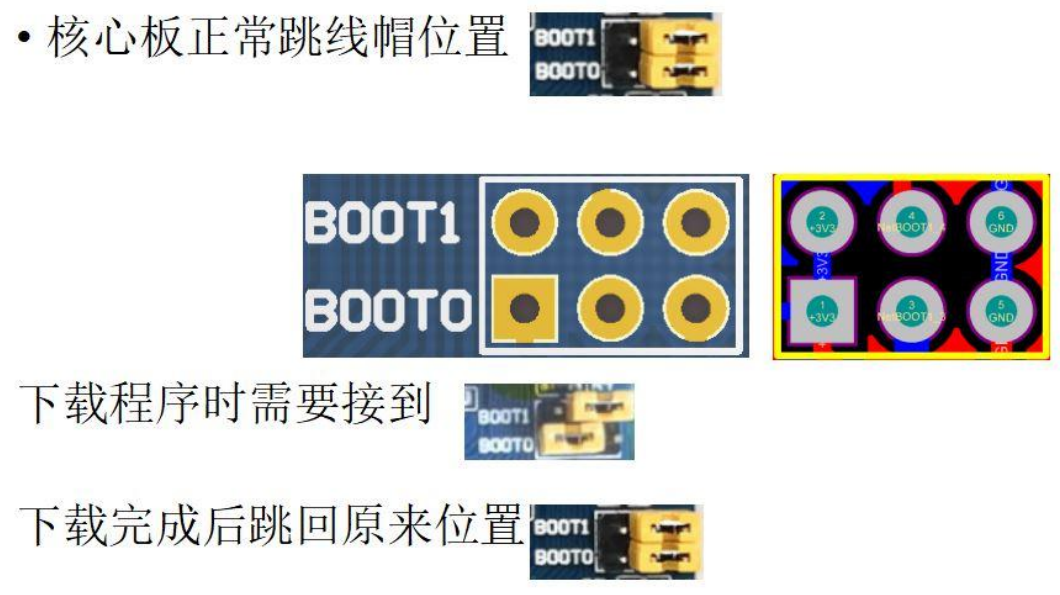 • 核心板正常跳线帽位置
BOOT1
BOOT0
BOOT1
BOOT0
2
+3V3
4
NetBOOT1_4
6
GND
+3V3
GND
1
+3V3
3
NetBOOT1_3
5
GND
下载程序时需要接到
BOOT1
BOOT0
下载完成后跳回原来位置
BOOT1
BOOT0